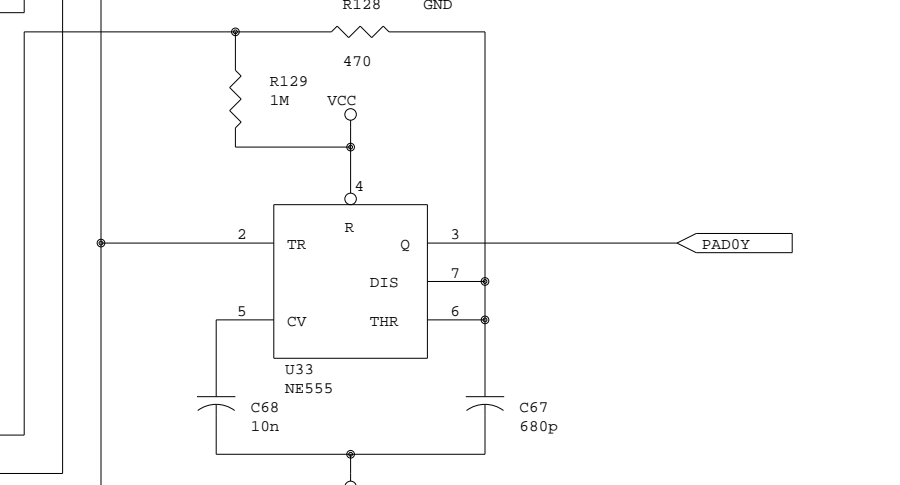 R128
GND
470
R129
1M
VCC
4
R
2
TR
Q
3
PAD0Y
DIS
7
5
CV
THR
6
U33
NE555
C68
10n
C67
680p